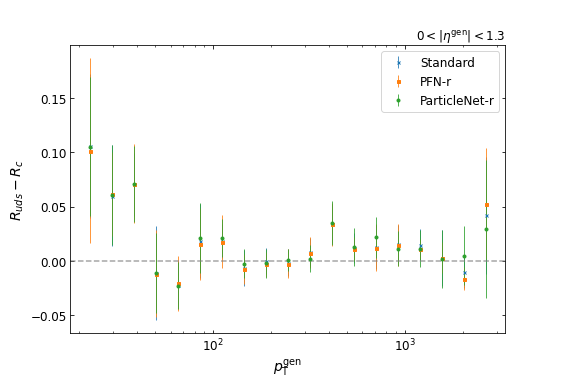 0 < |η^gen| < 1.3
Standard
PFN-r
ParticleNet-r
0.15
0.10
0.05
0.00
−0.05
R_uds − R_c
10^2
10^3
p_T^gen